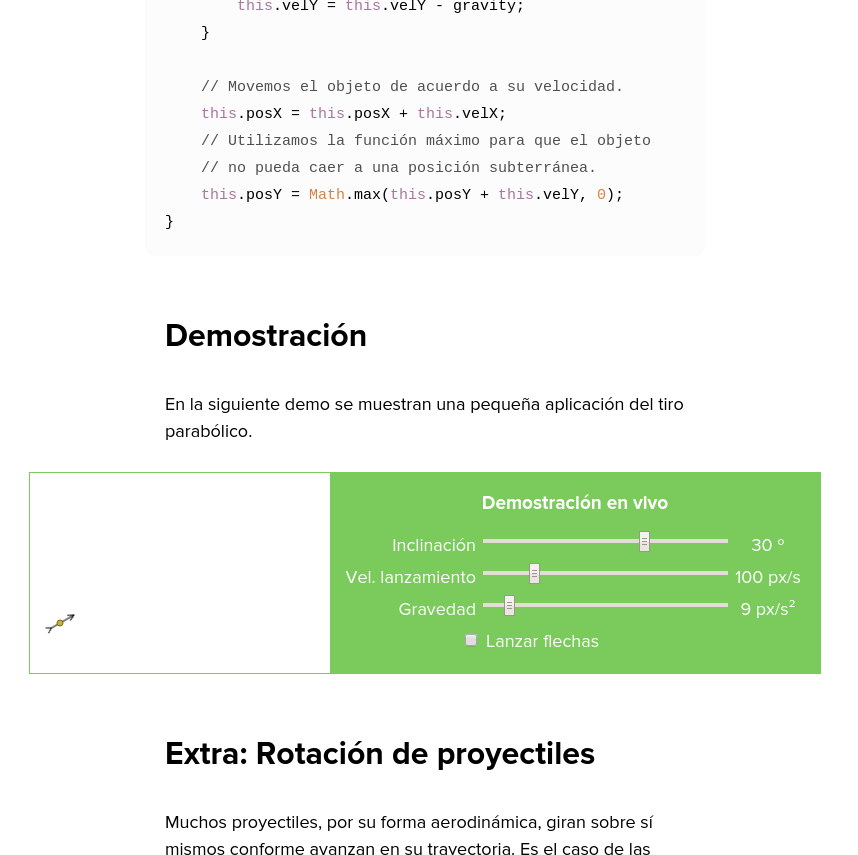 this.velY = this.velY - gravity;
}
// Movemos el objeto de acuerdo a su velocidad.
this.posX = this.posX + this.velX;
// Utilizamos la función máximo para que el objeto
// no pueda caer a una posición subterránea.
this.posY = Math.max(this.posY + this.velY, 0);
}
Demostración
En la siguiente demo se muestran una pequeña aplicación del tiro
parabólico.
Demostración en vivo
Inclinación 30 º
Vel. lanzamiento 100 px/s
Gravedad 9 px/s²
Lanzar flechas
Extra: Rotación de proyectiles
Muchos proyectiles, por su forma aerodinámica, giran sobre sí
mismos conforme avanzan en su trayectoria. Es el caso de las